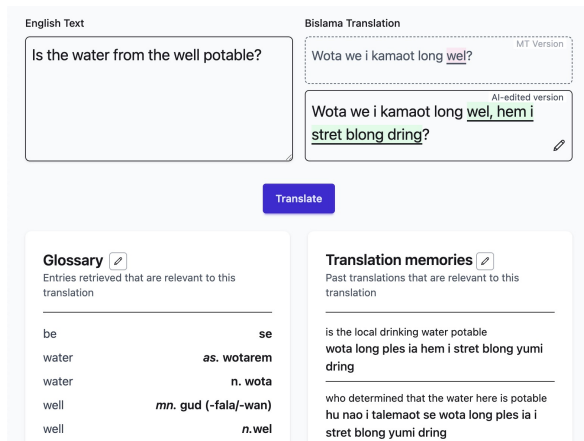 English Text
Is the water from the well potable?
Bislama Translation
MT Version
Wota we i kamaot long wel?
AI-edited version
Wota we i kamaot long wel, hem i
stret blong dring?
Translate
Glossary
Entries retrieved that are relevant to this
translation
be se
water as. wotarem
water n. wota
well mn. gud (-fala/-wan)
well n.wel
Translation memories
Past translations that are relevant to this
translation
is the local drinking water potable
wota long ples ia hem i stret blong yumi
dring
who determined that the water here is potable
hu nao i talemaot se wota long ples ia i
stret blong yumi dring